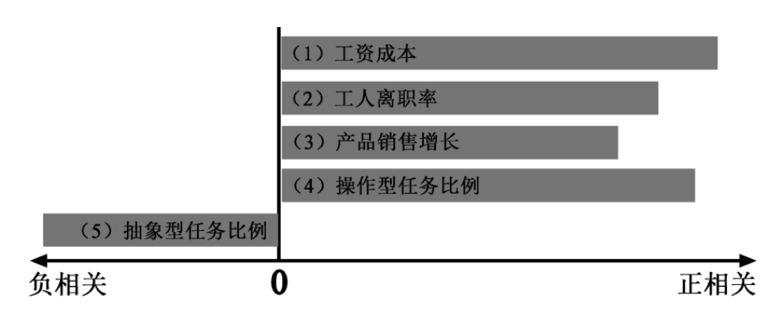 （1）工资成本
（2）工人离职率
（3）产品销售增长
（4）操作型任务比例
（5）抽象型任务比例
负相关 0 正相关